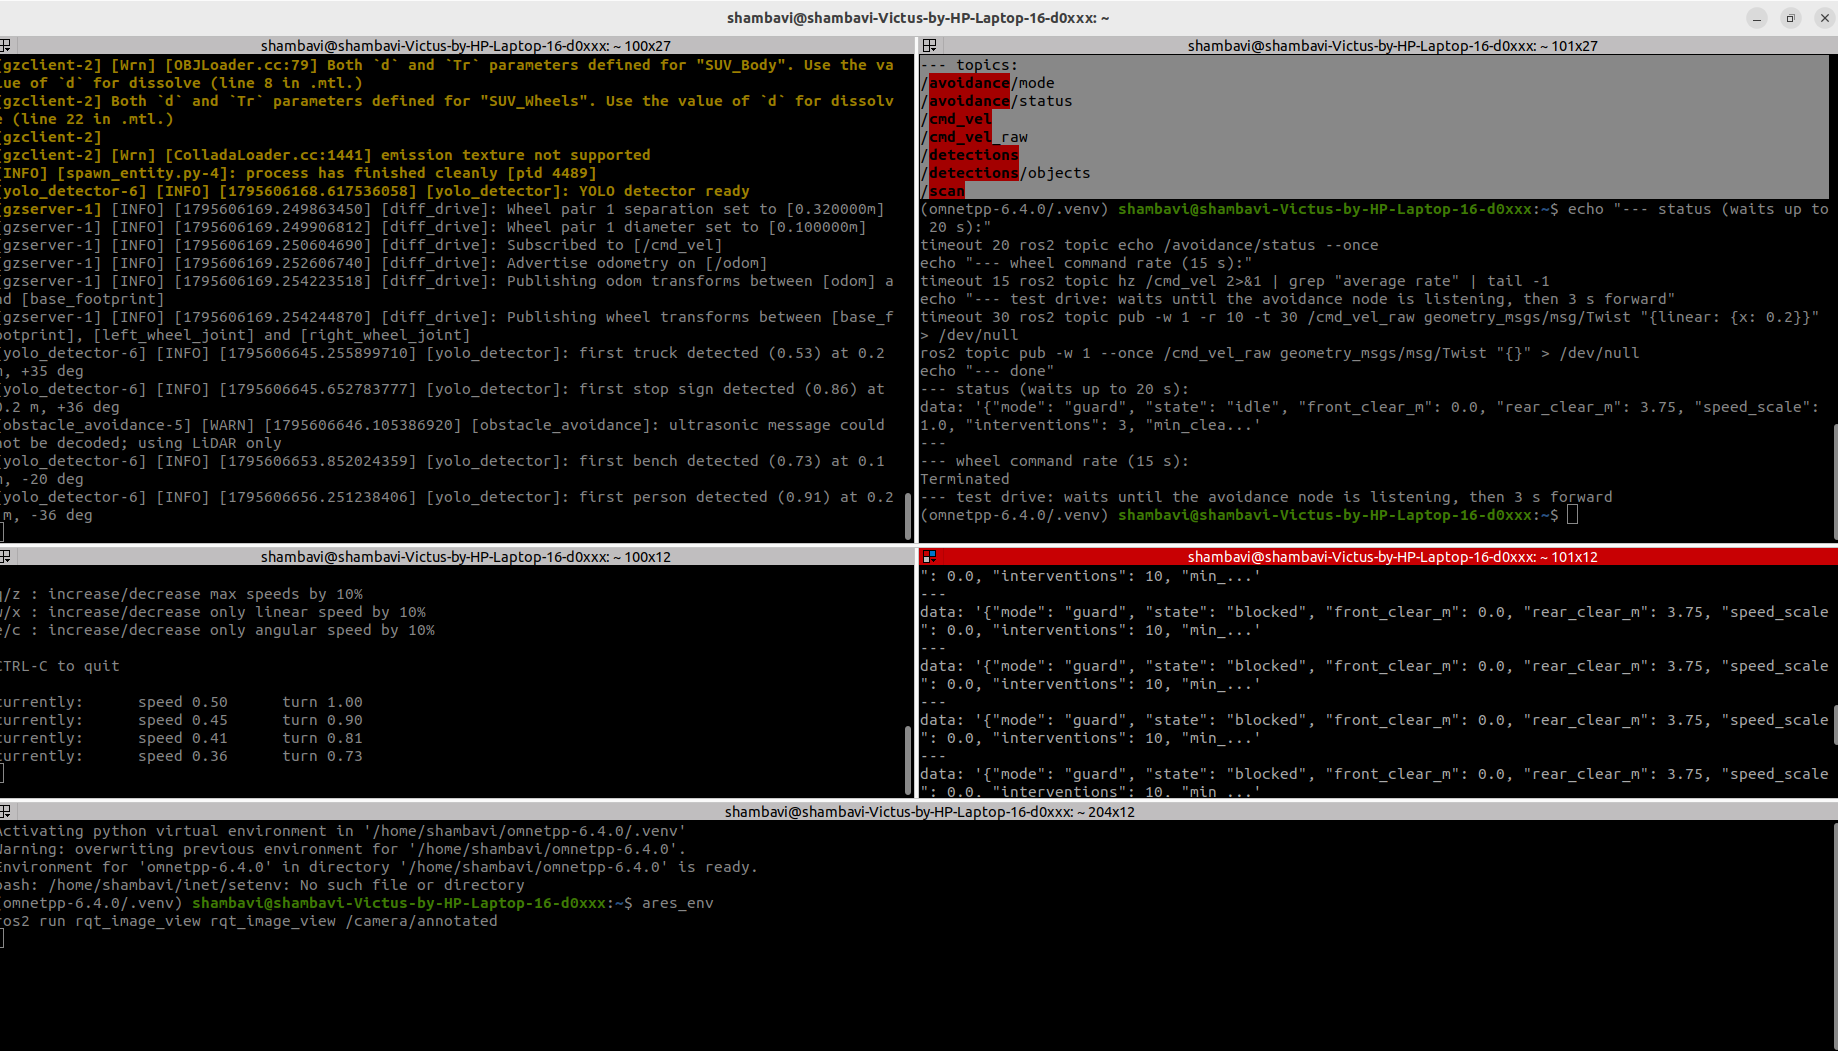 shambavi@shambavi-Victus-by-HP-Laptop-16-d0xxx: ~
shambavi@shambavi-Victus-by-HP-Laptop-16-d0xxx: ~ 100x27
[gzclient-2] [Wrn] [OBJLoader.cc:79] Both `d` and `Tr` parameters defined for "SUV_Body". Use the va
lue of `d` for dissolve (line 8 in .mtl.)
[gzclient-2] Both `d` and `Tr` parameters defined for "SUV_Wheels". Use the value of `d` for dissolv
e (line 22 in .mtl.)
[gzclient-2]
[gzclient-2] [Wrn] [ColladaLoader.cc:1441] emission texture not supported
[INFO] [spawn_entity.py-4]: process has finished cleanly [pid 4489]
[yolo_detector-6] [INFO] [1795606168.617536058] [yolo_detector]: YOLO detector ready
[gzserver-1] [INFO] [1795606169.249863450] [diff_drive]: Wheel pair 1 separation set to [0.320000m]
[gzserver-1] [INFO] [1795606169.249906812] [diff_drive]: Wheel pair 1 diameter set to [0.100000m]
[gzserver-1] [INFO] [1795606169.250604690] [diff_drive]: Subscribed to [/cmd_vel]
[gzserver-1] [INFO] [1795606169.252606740] [diff_drive]: Advertise odometry on [/odom]
[gzserver-1] [INFO] [1795606169.254223518] [diff_drive]: Publishing odom transforms between [odom] a
nd [base_footprint]
[gzserver-1] [INFO] [1795606169.254244870] [diff_drive]: Publishing wheel transforms between [base_f
ootprint], [left_wheel_joint] and [right_wheel_joint]
[yolo_detector-6] [INFO] [1795606645.255899710] [yolo_detector]: first truck detected (0.53) at 0.2
m, +35 deg
[yolo_detector-6] [INFO] [1795606645.652783777] [yolo_detector]: first stop sign detected (0.86) at
0.2 m, +36 deg
[obstacle_avoidance-5] [WARN] [1795606646.105386920] [obstacle_avoidance]: ultrasonic message could
not be decoded; using LiDAR only
[yolo_detector-6] [INFO] [1795606653.852024359] [yolo_detector]: first bench detected (0.73) at 0.1
m, -20 deg
[yolo_detector-6] [INFO] [1795606656.251238406] [yolo_detector]: first person detected (0.91) at 0.2
m, -36 deg
shambavi@shambavi-Victus-by-HP-Laptop-16-d0xxx: ~ 101x27
--- topics:
/avoidance/mode
/avoidance/status
/cmd_vel
/cmd_vel_raw
/detections
/detections/objects
/scan
(omnetpp-6.4.0/.venv) shambavi@shambavi-Victus-by-HP-Laptop-16-d0xxx:~$ echo "--- status (waits up to
 20 s):"
timeout 20 ros2 topic echo /avoidance/status --once
echo "--- wheel command rate (15 s):"
timeout 15 ros2 topic hz /cmd_vel 2>&1 | grep "average rate" | tail -1
echo "--- test drive: waits until the avoidance node is listening, then 3 s forward"
timeout 30 ros2 topic pub -w 1 -r 10 -t 30 /cmd_vel_raw geometry_msgs/msg/Twist "{linear: {x: 0.2}}"
> /dev/null
ros2 topic pub -w 1 --once /cmd_vel_raw geometry_msgs/msg/Twist "{}" > /dev/null
echo "--- done"
--- status (waits up to 20 s):
data: '{"mode": "guard", "state": "idle", "front_clear_m": 0.0, "rear_clear_m": 3.75, "speed_scale":
1.0, "interventions": 3, "min_clea...'
---
--- wheel command rate (15 s):
Terminated
--- test drive: waits until the avoidance node is listening, then 3 s forward
(omnetpp-6.4.0/.venv) shambavi@shambavi-Victus-by-HP-Laptop-16-d0xxx:~$
shambavi@shambavi-Victus-by-HP-Laptop-16-d0xxx: ~ 100x12
q/z : increase/decrease max speeds by 10%
w/x : increase/decrease only linear speed by 10%
e/c : increase/decrease only angular speed by 10%
CTRL-C to quit
currently: speed 0.50 turn 1.00
currently: speed 0.45 turn 0.90
currently: speed 0.41 turn 0.81
currently: speed 0.36 turn 0.73
shambavi@shambavi-Victus-by-HP-Laptop-16-d0xxx: ~ 101x12
": 0.0, "interventions": 10, "min_...'
---
data: '{"mode": "guard", "state": "blocked", "front_clear_m": 0.0, "rear_clear_m": 3.75, "speed_scale
": 0.0, "interventions": 10, "min_...'
---
data: '{"mode": "guard", "state": "blocked", "front_clear_m": 0.0, "rear_clear_m": 3.75, "speed_scale
": 0.0, "interventions": 10, "min_...'
---
data: '{"mode": "guard", "state": "blocked", "front_clear_m": 0.0, "rear_clear_m": 3.75, "speed_scale
": 0.0, "interventions": 10, "min_...'
---
data: '{"mode": "guard", "state": "blocked", "front_clear_m": 0.0, "rear_clear_m": 3.75, "speed_scale
": 0.0, "interventions": 10, "min_...'
shambavi@shambavi-Victus-by-HP-Laptop-16-d0xxx: ~ 204x12
Activating python virtual environment in '/home/shambavi/omnetpp-6.4.0/.venv'
Warning: overwriting previous environment for '/home/shambavi/omnetpp-6.4.0'.
Environment for 'omnetpp-6.4.0' in directory '/home/shambavi/omnetpp-6.4.0' is ready.
bash: /home/shambavi/inet/setenv: No such file or directory
(omnetpp-6.4.0/.venv) shambavi@shambavi-Victus-by-HP-Laptop-16-d0xxx:~$ ares_env
ros2 run rqt_image_view rqt_image_view /camera/annotated